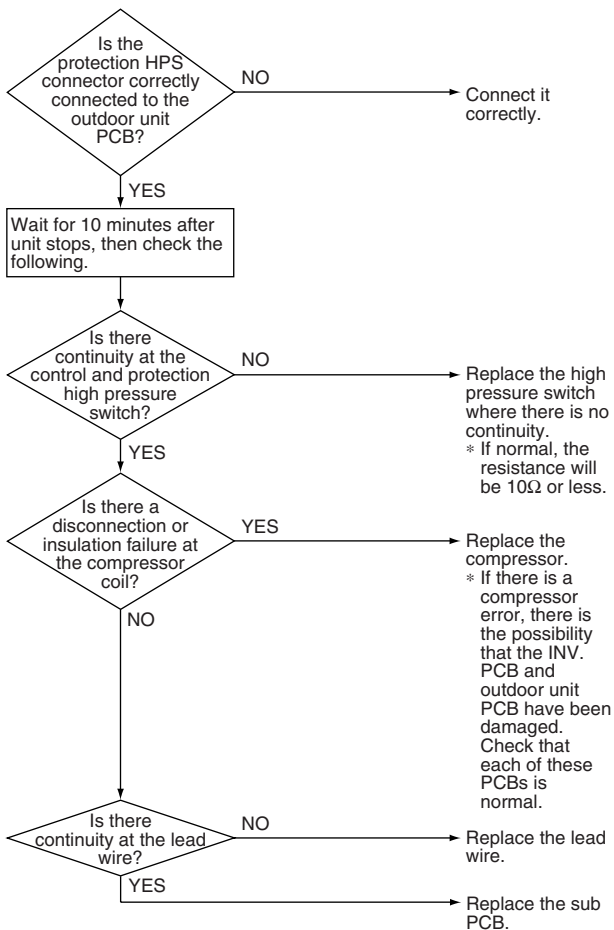 Is the
protection HPS
connector correctly
connected to the
outdoor unit
PCB?
NO
Connect it
correctly.
YES
Wait for 10 minutes after
unit stops, then check the
following.
Is there
continuity at the
control and protection
high pressure
switch?
NO
Replace the high
pressure switch
where there is no
continuity.
* If normal, the
resistance will
be 10Ω or less.
YES
Is there a
disconnection or
insulation failure at
the compressor
coil?
YES
Replace the
compressor.
* If there is a
compressor
error, there is
the possibility
that the INV.
PCB and
outdoor unit
PCB have been
damaged.
Check that
each of these
PCBs is
normal.
NO
Is there
continuity at the lead
wire?
NO
Replace the lead
wire.
YES
Replace the sub
PCB.